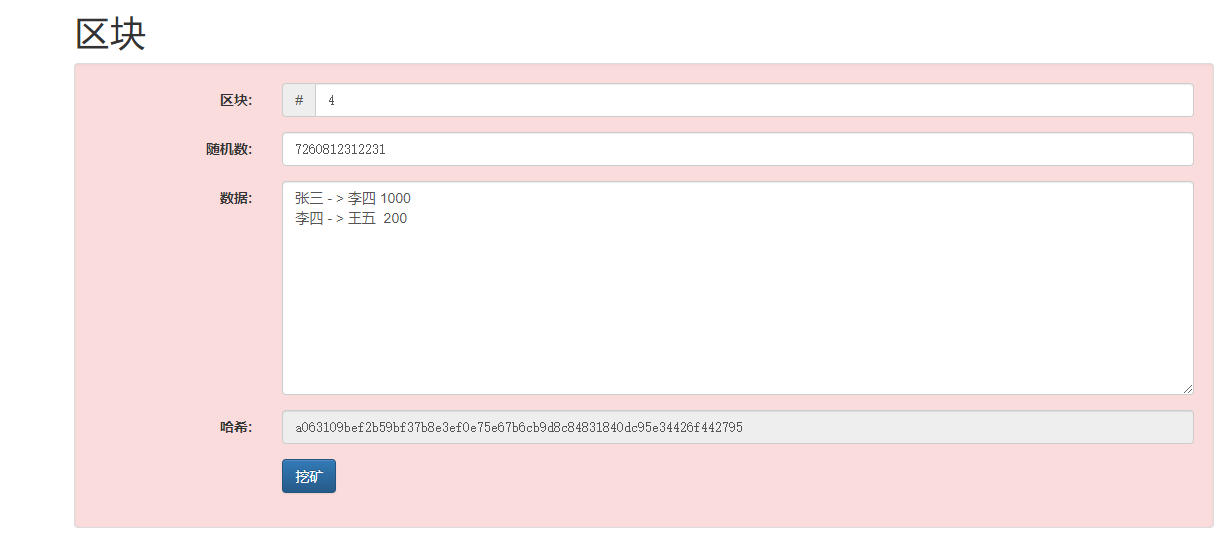 区块
区块: # 4
随机数: 7260812312231
数据: 张三 - > 李四 1000
李四 - > 王五  200
哈希: a063109bef2b59bf37b8e3ef0e75e67b6cb9d8c84831840dc95e34426f442795
挖矿